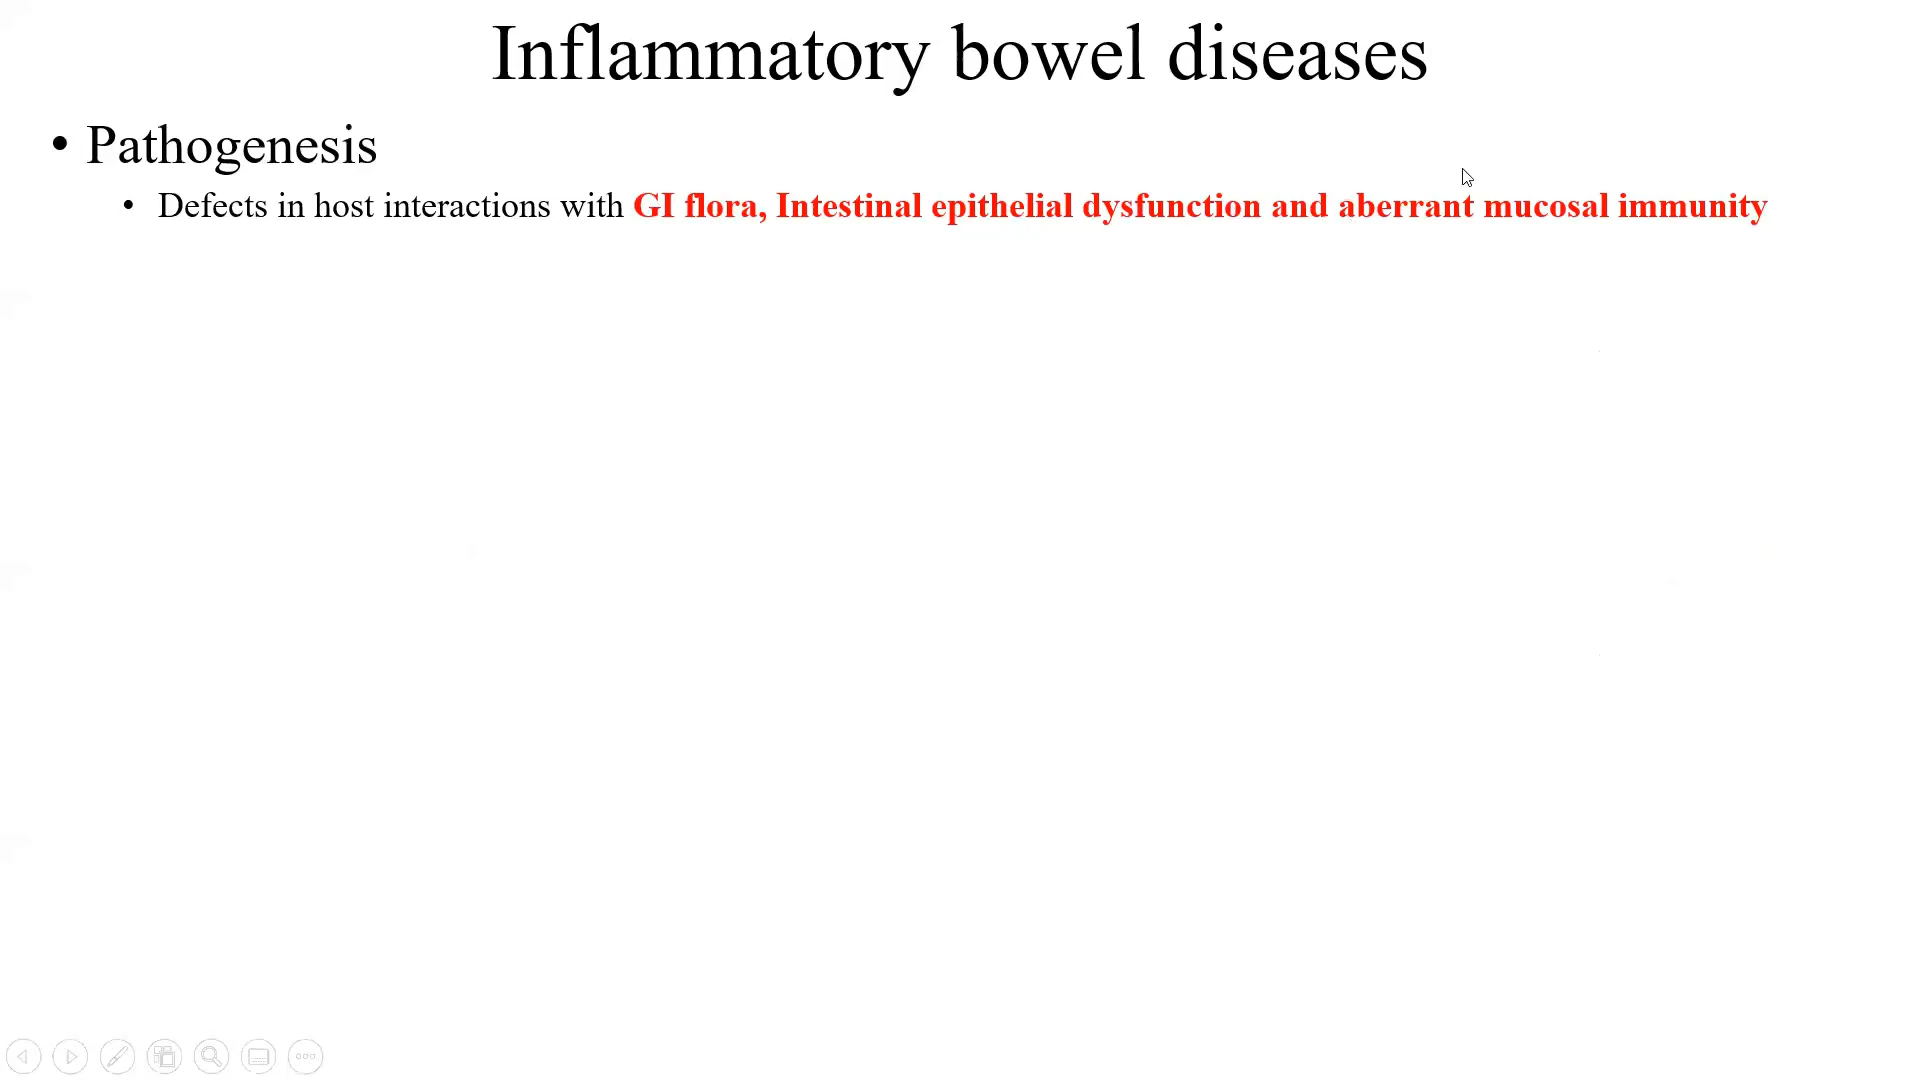 Inflammatory bowel diseases
• Pathogenesis
• Defects in host interactions with GI flora, Intestinal epithelial dysfunction and aberrant mucosal immunity